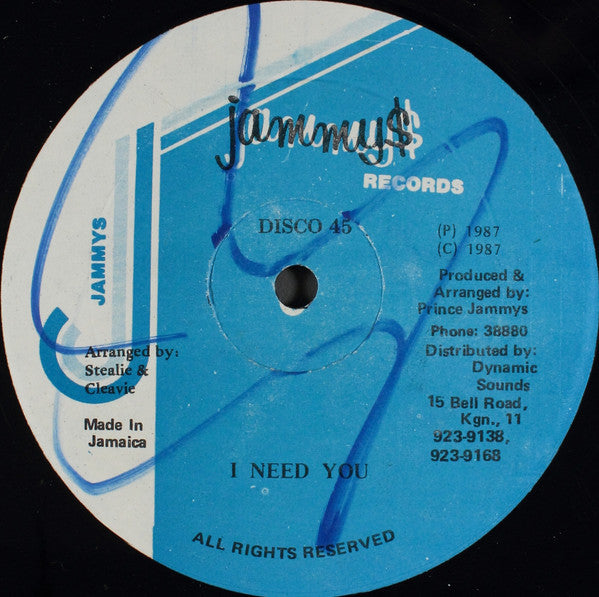 jammy$
RECORDS
JAMMYS
DISCO 45
(P) 1987
(C) 1987
Produced &
Arranged by:
Prince Jammys
Phone: 38880
Distributed by:
Dynamic
Sounds
15 Bell Road,
Kgn., 11
923-9138,
923-9168
Arranged by:
Stealie &
Cleavie
Made In
Jamaica
I NEED YOU
ALL RIGHTS RESERVED